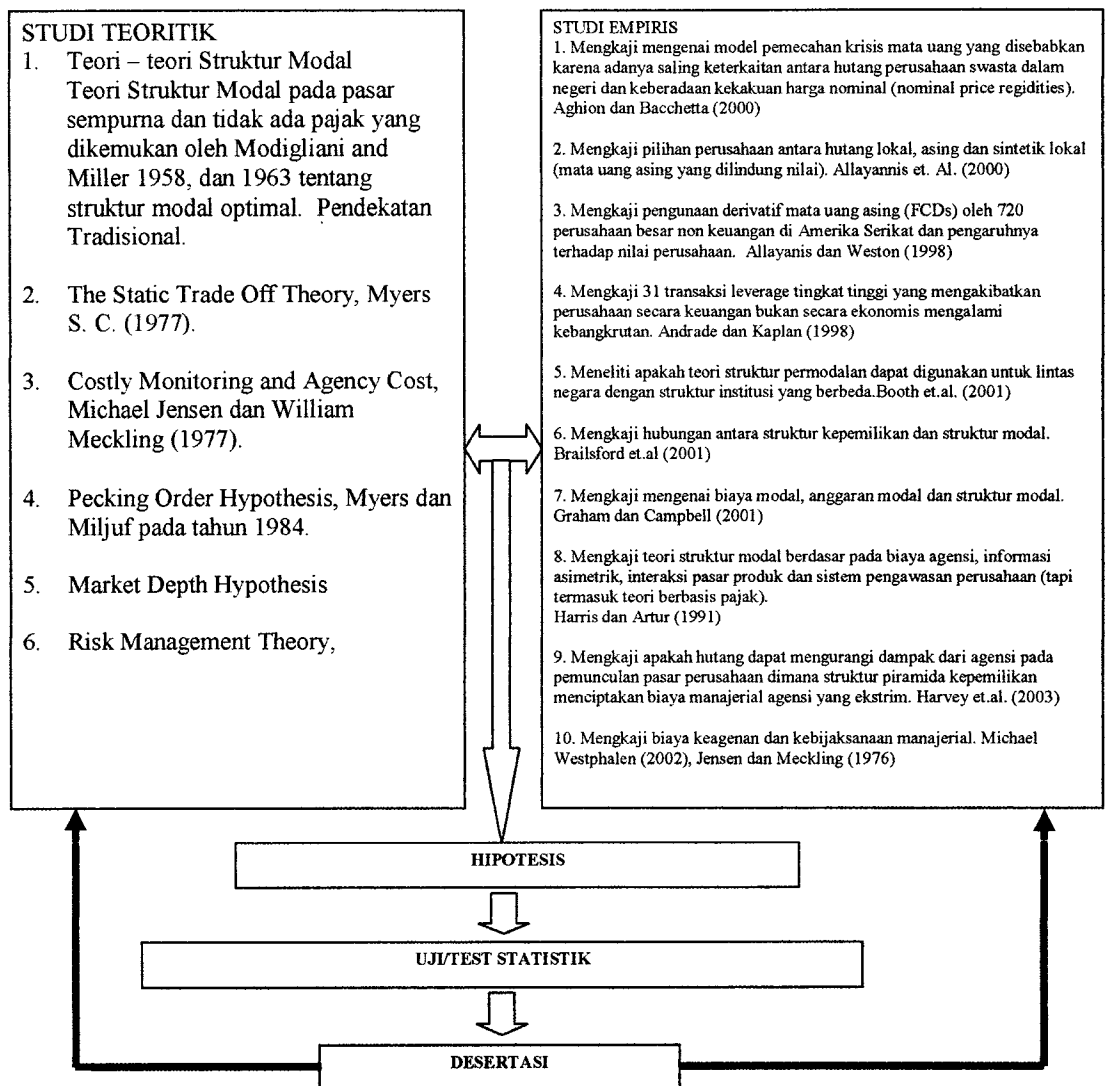 STUDI TEORITIK
1. Teori – teori Struktur Modal
Teori Struktur Modal pada pasar
sempurna dan tidak ada pajak yang
dikemukan oleh Modigliani and
Miller 1958, dan 1963 tentang
struktur modal optimal. Pendekatan
Tradisional.
2. The Static Trade Off Theory, Myers
S. C. (1977).
3. Costly Monitoring and Agency Cost,
Michael Jensen dan William
Meckling (1977).
4. Pecking Order Hypothesis, Myers dan
Miljuf pada tahun 1984.
5. Market Depth Hypothesis
6. Risk Management Theory,
STUDI EMPIRIS
1. Mengkaji mengenai model pemecahan krisis mata uang yang disebabkan
karena adanya saling keterkaitan antara hutang perusahaan swasta dalam
negeri dan keberadaan kekakuan harga nominal (nominal price regidities).
Aghion dan Bacchetta (2000)
2. Mengkaji pilihan perusahaan antara hutang lokal, asing dan sintetik lokal
(mata uang asing yang dilindung nilai). Allayannis et. Al. (2000)
3. Mengkaji pengunaan derivatif mata uang asing (FCDs) oleh 720
perusahaan besar non keuangan di Amerika Serikat dan pengaruhnya
terhadap nilai perusahaan. Allayanis dan Weston (1998)
4. Mengkaji 31 transaksi leverage tingkat tinggi yang mengakibatkan
perusahaan secara keuangan bukan secara ekonomis mengalami
kebangkrutan. Andrade dan Kaplan (1998)
5. Meneliti apakah teori struktur permodalan dapat digunakan untuk lintas
negara dengan struktur institusi yang berbeda.Booth et.al. (2001)
6. Mengkaji hubungan antara struktur kepemilikan dan struktur modal.
Brailsford et.al (2001)
7. Mengkaji mengenai biaya modal, anggaran modal dan struktur modal.
Graham dan Campbell (2001)
8. Mengkaji teori struktur modal berdasar pada biaya agensi, informasi
asimetrik, interaksi pasar produk dan sistem pengawasan perusahaan (tapi
termasuk teori berbasis pajak).
Harris dan Artur (1991)
9. Mengkaji apakah hutang dapat mengurangi dampak dari agensi pada
pemunculan pasar perusahaan dimana struktur piramida kepemilikan
menciptakan biaya manajerial agensi yang ekstrim. Harvey et.al. (2003)
10. Mengkaji biaya keagenan dan kebijaksanaan manajerial. Michael
Westphalen (2002), Jensen dan Meckling (1976)
HIPOTESIS
UJI/TEST STATISTIK
DESERTASI